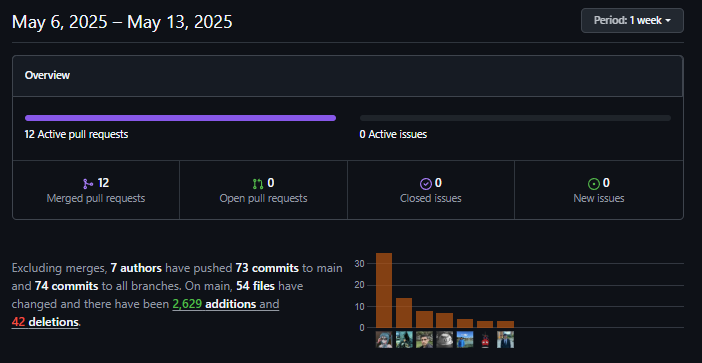 May 6, 2025 – May 13, 2025
Period: 1 week
Overview
12 Active pull requests
0 Active issues
12
Merged pull requests
0
Open pull requests
0
Closed issues
0
New issues
Excluding merges, 7 authors have pushed 73 commits to main
and 74 commits to all branches. On main, 54 files have
changed and there have been 2,629 additions and
42 deletions.
30
20
10
0